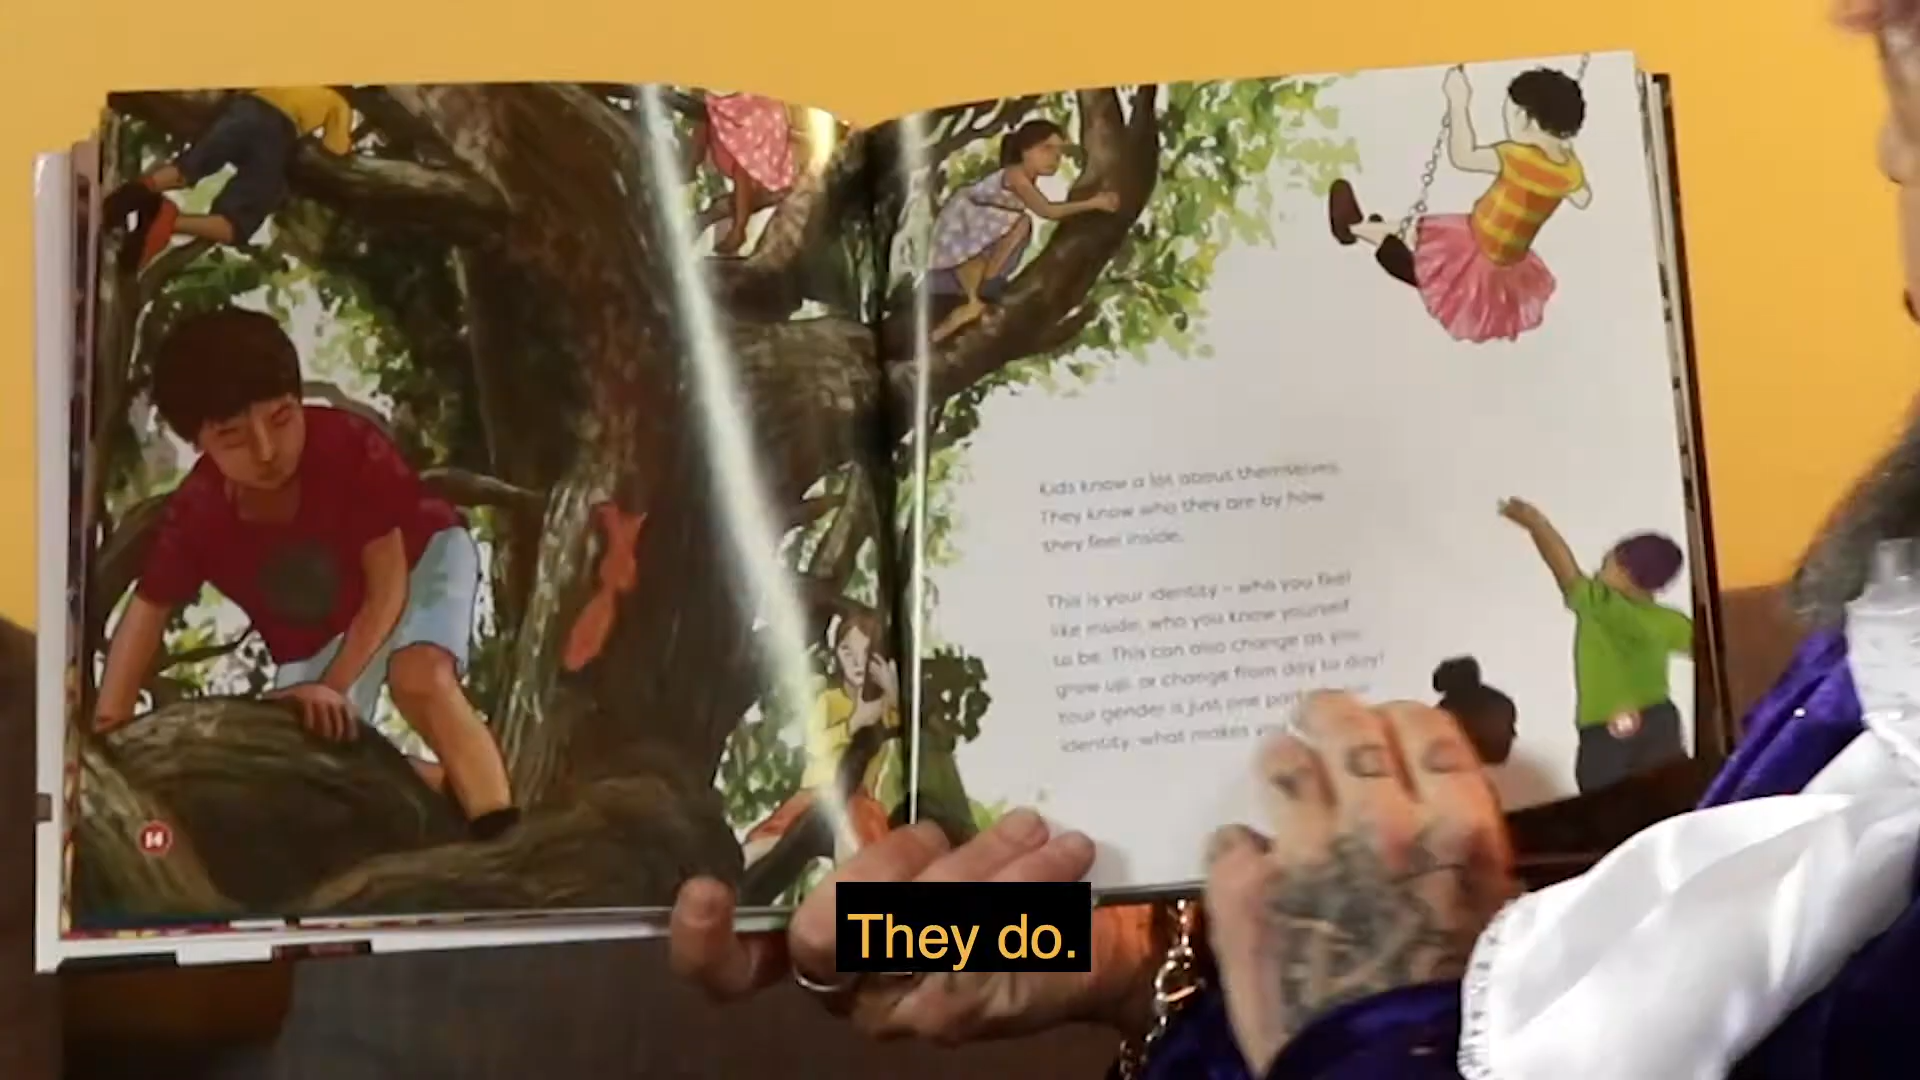 Kids know a lot about themselves.
They know who they are by how
they feel inside.
This is your identity – who you feel
like inside, who you know yourself
to be. This can also change as you
grow up, or change from day to day!
Your gender is just one part
identity, what makes
14
They do.